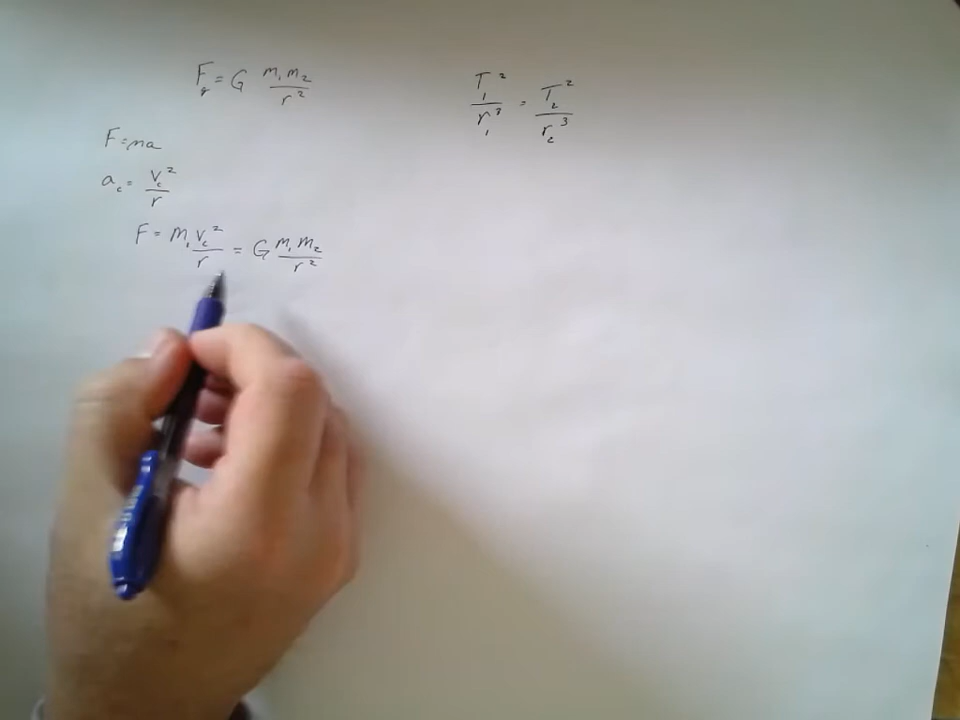 F_g = G m₁m₂/r²
T₁²/r₁³ = T₂²/r₂³
F=ma
a_c = v_c²/r
F = m₁v_c²/r = G m₁m₂/r²